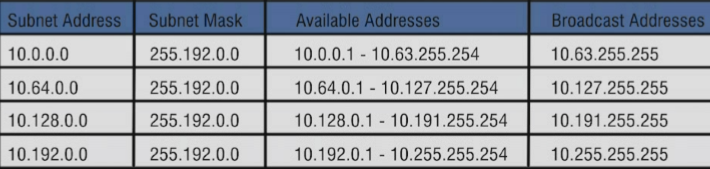 Subnet Address Subnet Mask Available Addresses Broadcast Addresses
10.0.0.0 255.192.0.0 10.0.0.1 - 10.63.255.254 10.63.255.255
10.64.0.0 255.192.0.0 10.64.0.1 - 10.127.255.254 10.127.255.255
10.128.0.0 255.192.0.0 10.128.0.1 - 10.191.255.254 10.191.255.255
10.192.0.0 255.192.0.0 10.192.0.1 - 10.255.255.254 10.255.255.255